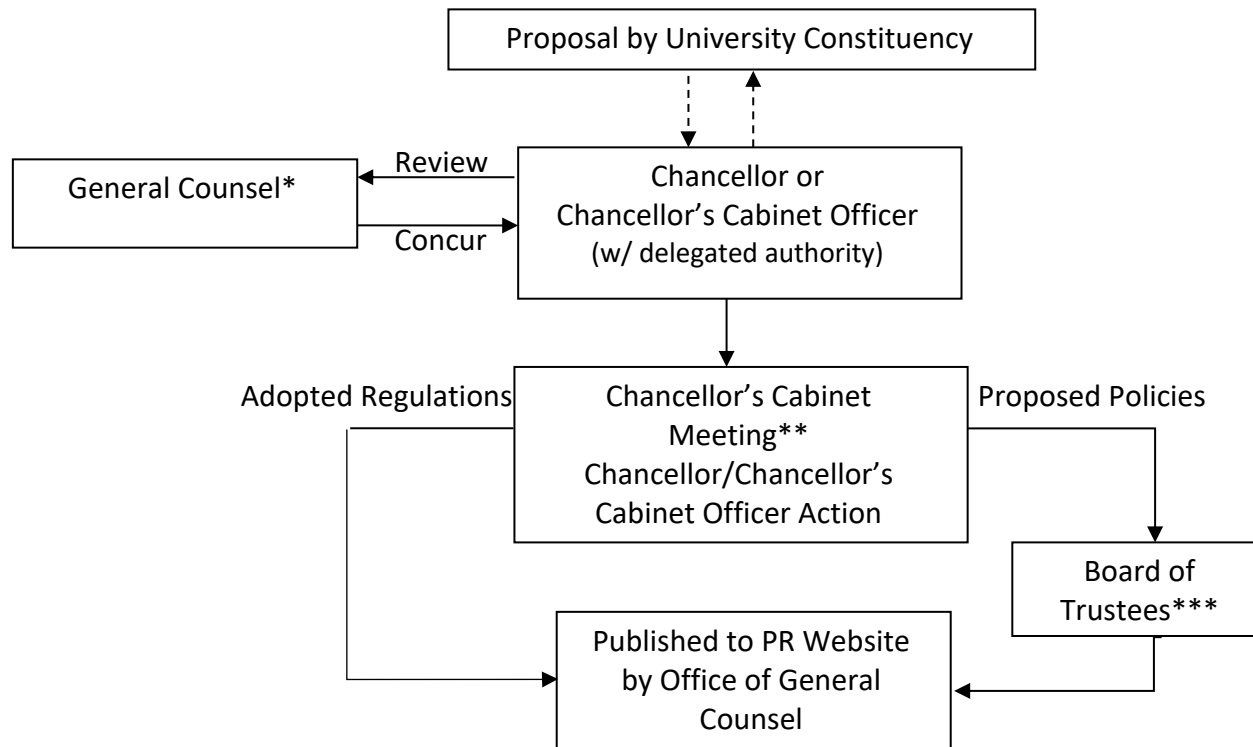 Proposal by University Constituency
Review
General Counsel*
Concur
Chancellor or
Chancellor’s Cabinet Officer
(w/ delegated authority)
Adopted Regulations
Chancellor’s Cabinet
Meeting**
Chancellor/Chancellor’s
Cabinet Officer Action
Proposed Policies
Board of
Trustees***
Published to PR Website
by Office of General
Counsel